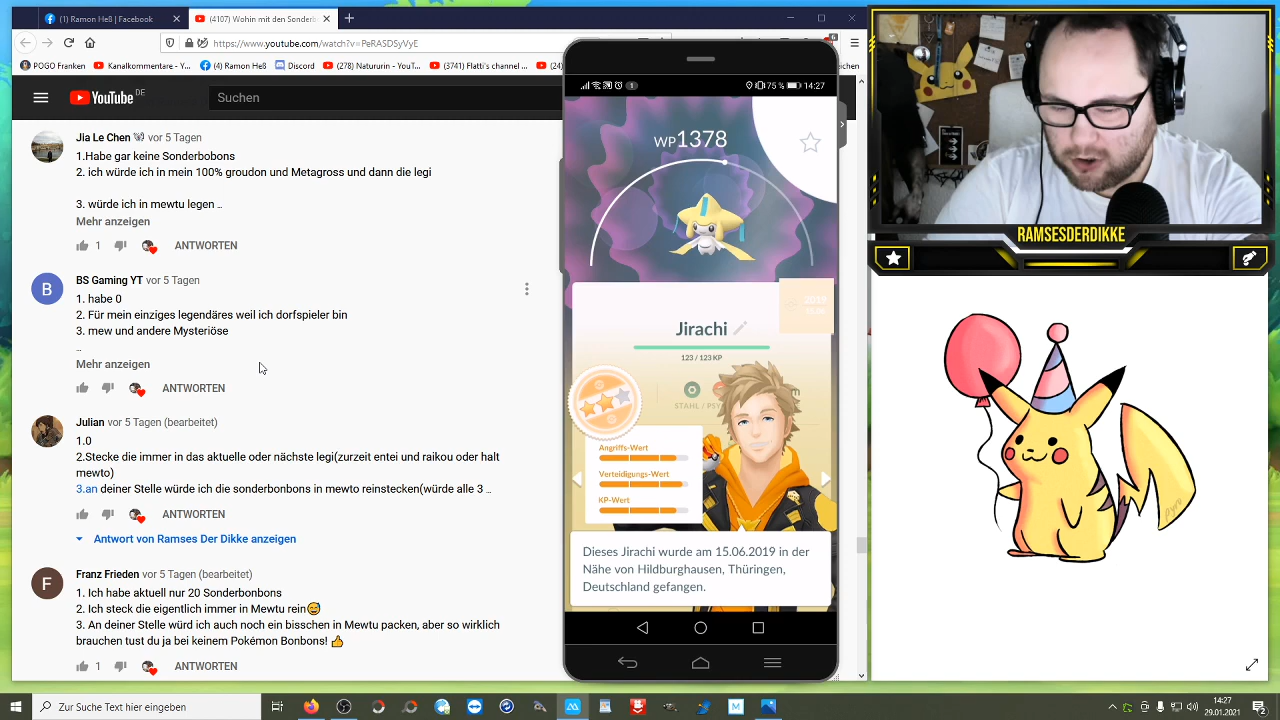 (1) Ramon Heß | Facebook
(4107) Wohin mit den Sonderb
https://www.youtube.com/watch?v=PeRASDSyVyE
POGO Franken
Kanalkommentare - Y...
(4) Ramon Heß
Discord
(278) Natururin - YouT...
(3741) Flatti's channel ...
(24)
YouTube DE
Suchen
Jia Le Chen vor 5 Tagen
1.Habe gar keine Sonderbobons
2. ich würde ich in mein 100% groudon und Metagross und dann die legi
3. würde ich in mewtu legen ..
Mehr anzeigen
1 ANTWORTEN
B
BS Gaming YT vor 5 Tagen
1. habe 0
2. Für mein einziges legendäres weil ich dorfspieler bin
3. mew und andere Mysteriöse
..
Mehr anzeigen
ANTWORTEN
Julian vor 5 Tagen (bearbeitet)
1.0
2.Stecke die immer in das aktuelle oder nächste legi(zurzeit entei und raikou oder halt
mewto)
3.an deiner Stelle würde ich die sonderbonbons in mewto reinstecken(würde alle 3 ..
ANTWORTEN
Antwort von Ramses Der Dikke anzeigen
F
Franz Frieden vor 5 Tagen (bearbeitet)
1. Ich habe aktuell nur 20 Sonderbonbons
2. Ich steck die eigentlich immer in Mewtu rein
3. An deiner Stelle würd ich auch noch ein bisschen in Mewtu packen, aber so wirklich
brauchen tust du ja bei keinem Pokémon Bonbons!
1 ANTWORTEN
1
75 % 14:27
WP1378
2019
Jirachi
123 / 123 KP
STAHL / PSY
Angriffs-Wert
Verteidigungs-Wert
KP-Wert
Dieses Jirachi wurde am 15.06.2019 in der
Nähe von Hildburghausen, Thüringen,
Deutschland gefangen.
RAMSESDERDIKKE
Pyro
Zur Suche Text hier eingeben
14:27
29.01.2021